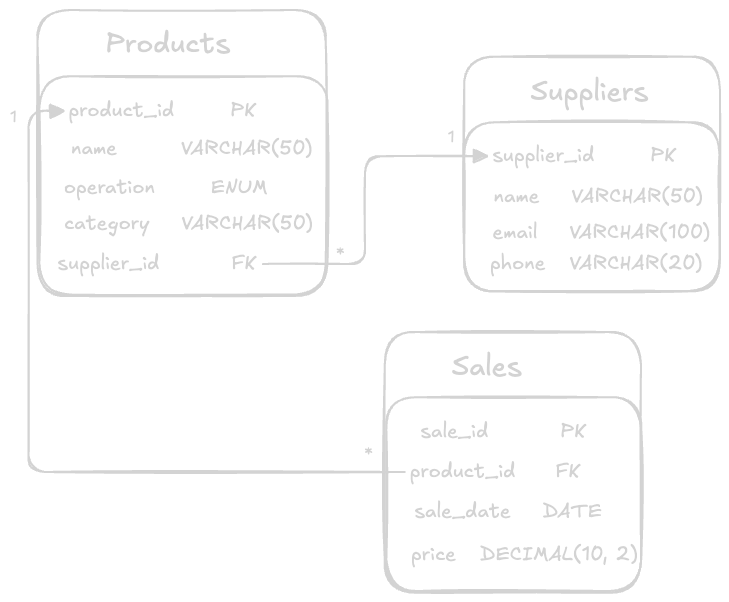 Products
1
product_id PK
name VARCHAR(50)
operation ENUM
category VARCHAR(50)
supplier_id FK
*
Suppliers
1
supplier_id PK
name VARCHAR(50)
email VARCHAR(100)
phone VARCHAR(20)
Sales
sale_id PK
*
product_id FK
sale_date DATE
price DECIMAL(10, 2)